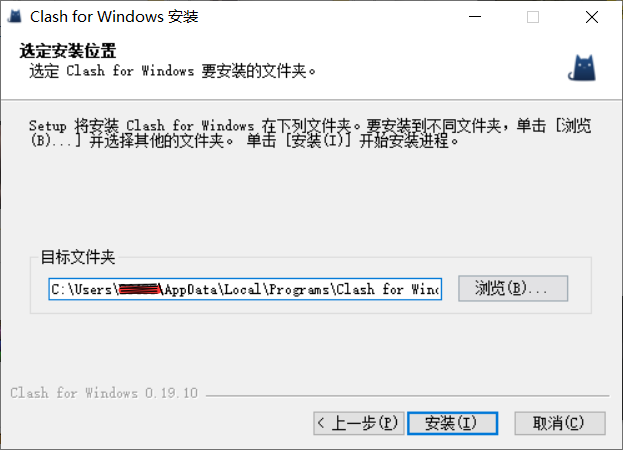 Clash for Windows 安装
选定安装位置
选定 Clash for Windows 要安装的文件夹。
Setup 将安装 Clash for Windows 在下列文件夹。要安装到不同文件夹，单击 [浏览
(B)...] 并选择其他的文件夹。 单击 [安装(I)] 开始安装进程。
目标文件夹
C:\Users\ \AppData\Local\Programs\Clash for Wind
浏览(B)...
Clash for Windows 0.19.10
< 上一步(P)
安装(I)
取消(C)